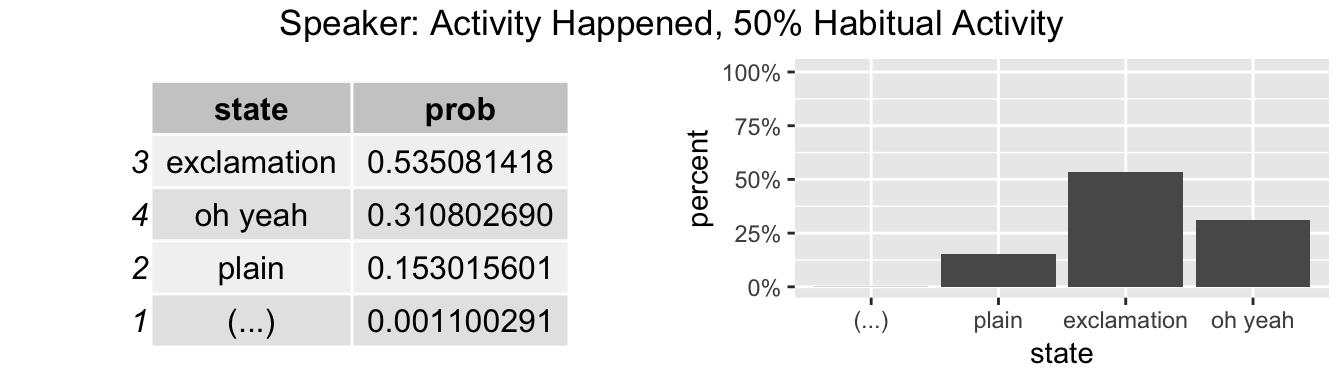 Speaker: Activity Happened, 50% Habitual Activity
state prob
3 exclamation 0.535081418
4 oh yeah 0.310802690
2 plain 0.153015601
1 (...) 0.001100291
percent
100%
75%
50%
25%
0%
(...) plain exclamation oh yeah
state